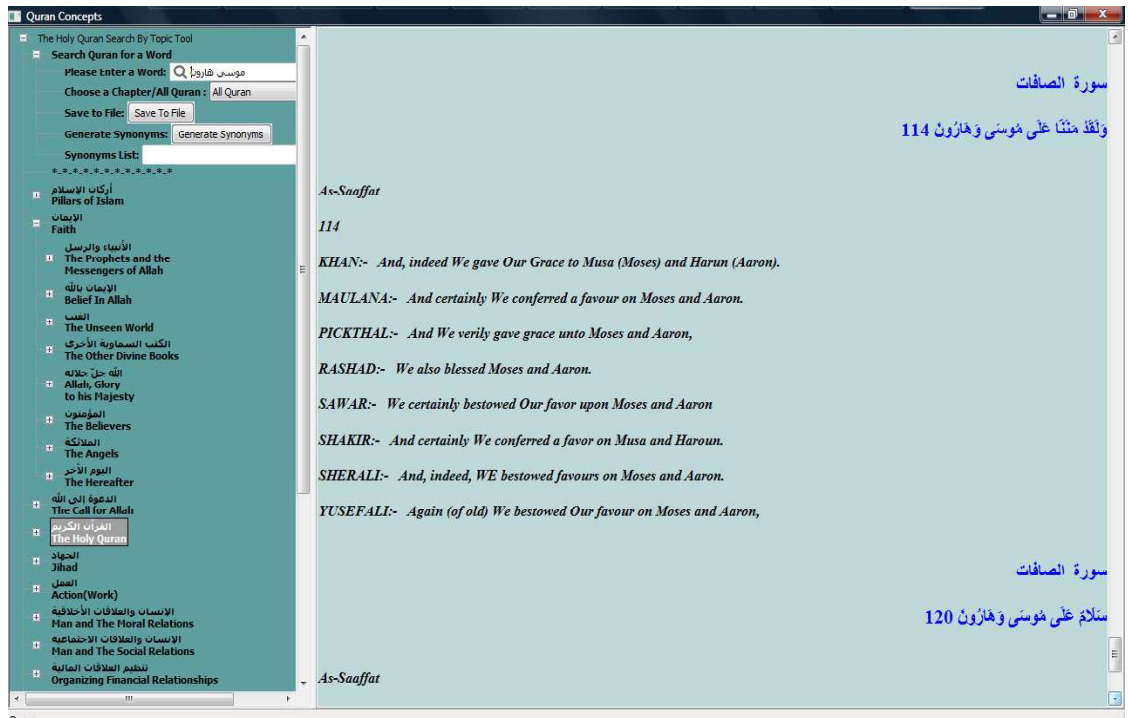 Quran Concepts
The Holy Quran Search By Topic Tool
Search Quran for a Word
Please Enter a Word: موسى هارون
Choose a Chapter/All Quran : All Quran
Save to File: Save To File
Generate Synonyms: Generate Synonyms
Synonyms List:
*-*-*-*-*-*-*-*-*-*-*-*
أركان الإسلام
Pillars of Islam
الإيمان
Faith
الأنبياء والرسل
The Prophets and the
Messengers of Allah
الإيمان بالله
Belief In Allah
الغيب
The Unseen World
الكتب السماوية الأخرى
The Other Divine Books
الله جلّ جلاله
Allah, Glory
to his Majesty
المؤمنون
The Believers
الملائكة
The Angels
اليوم الآخر
The Hereafter
الدعوة إلى الله
The Call for Allah
القرآن الكريم
The Holy Quran
الجهاد
Jihad
العمل
Action(Work)
الإنسان والعلاقات الأخلاقية
Man and The Moral Relations
الإنسان والعلاقات الاجتماعية
Man and The Social Relations
تنظيم العلاقات المالية
Organizing Financial Relationships
سورة الصافات
وَلَقَدْ مَنَنَّا عَلَى مُوسَى وَهَارُونَ 114
As-Saaffat
114
KHAN:- And, indeed We gave Our Grace to Musa (Moses) and Harun (Aaron).
MAULANA:- And certainly We conferred a favour on Moses and Aaron.
PICKTHAL:- And We verily gave grace unto Moses and Aaron,
RASHAD:- We also blessed Moses and Aaron.
SAWAR:- We certainly bestowed Our favor upon Moses and Aaron
SHAKIR:- And certainly We conferred a favor on Musa and Haroun.
SHERALI:- And, indeed, WE bestowed favours on Moses and Aaron.
YUSEFALI:- Again (of old) We bestowed Our favour on Moses and Aaron,
سورة الصافات
سَلَامٌ عَلَى مُوسَى وَهَارُونَ 120
As-Saaffat